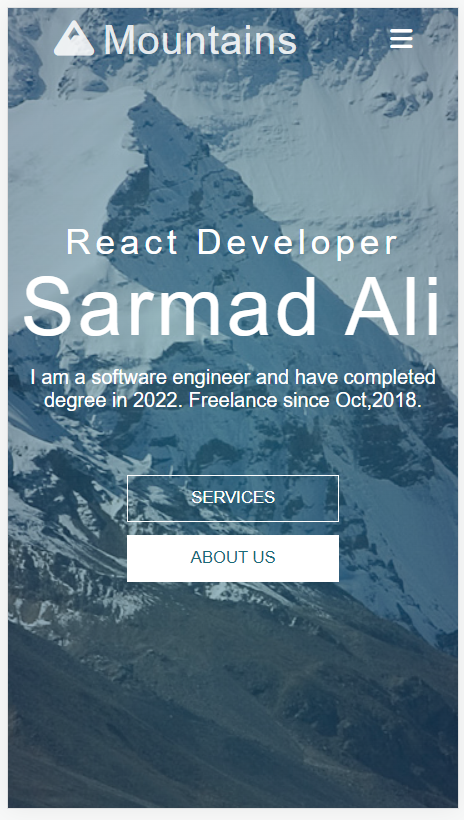 Mountains
React Developer
Sarmad Ali
I am a software engineer and have completed
degree in 2022. Freelance since Oct,2018.
SERVICES
ABOUT US